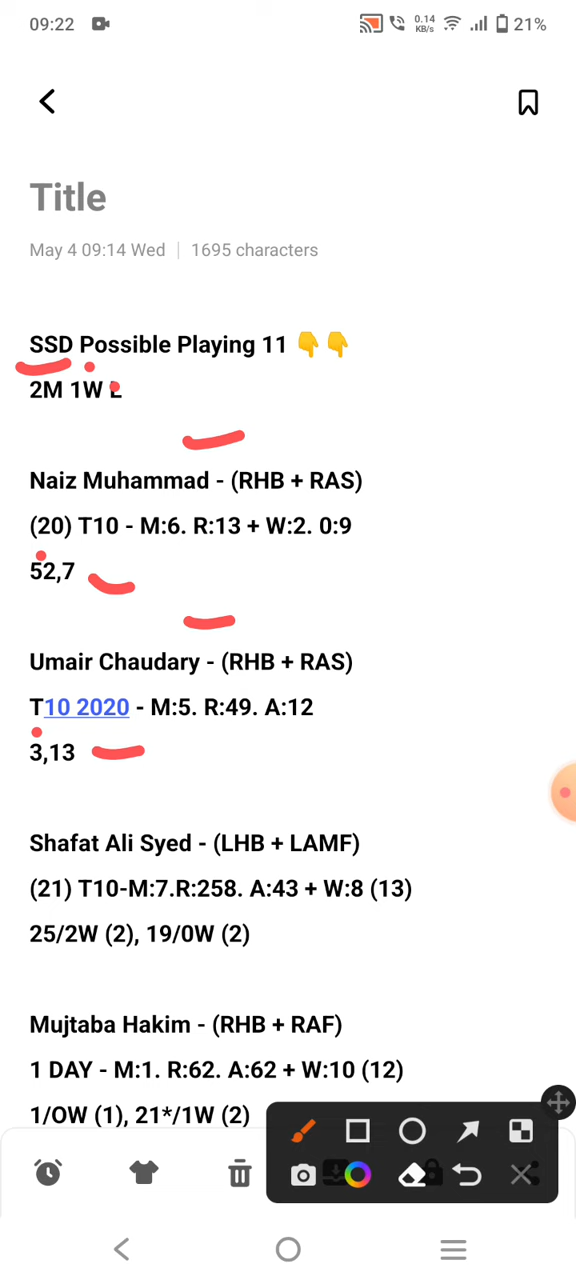 09:22
0.14 KB/s
21%
Title
May 4 09:14 Wed | 1695 characters
SSD Possible Playing 11 👇👇
2M 1W L
Naiz Muhammad - (RHB + RAS)
(20) T10 - M:6. R:13 + W:2. 0:9
52,7
Umair Chaudary - (RHB + RAS)
T10 2020 - M:5. R:49. A:12
3,13
Shafat Ali Syed - (LHB + LAMF)
(21) T10-M:7.R:258. A:43 + W:8 (13)
25/2W (2), 19/0W (2)
Mujtaba Hakim - (RHB + RAF)
1 DAY - M:1. R:62. A:62 + W:10 (12)
1/OW (1), 21*/1W (2)